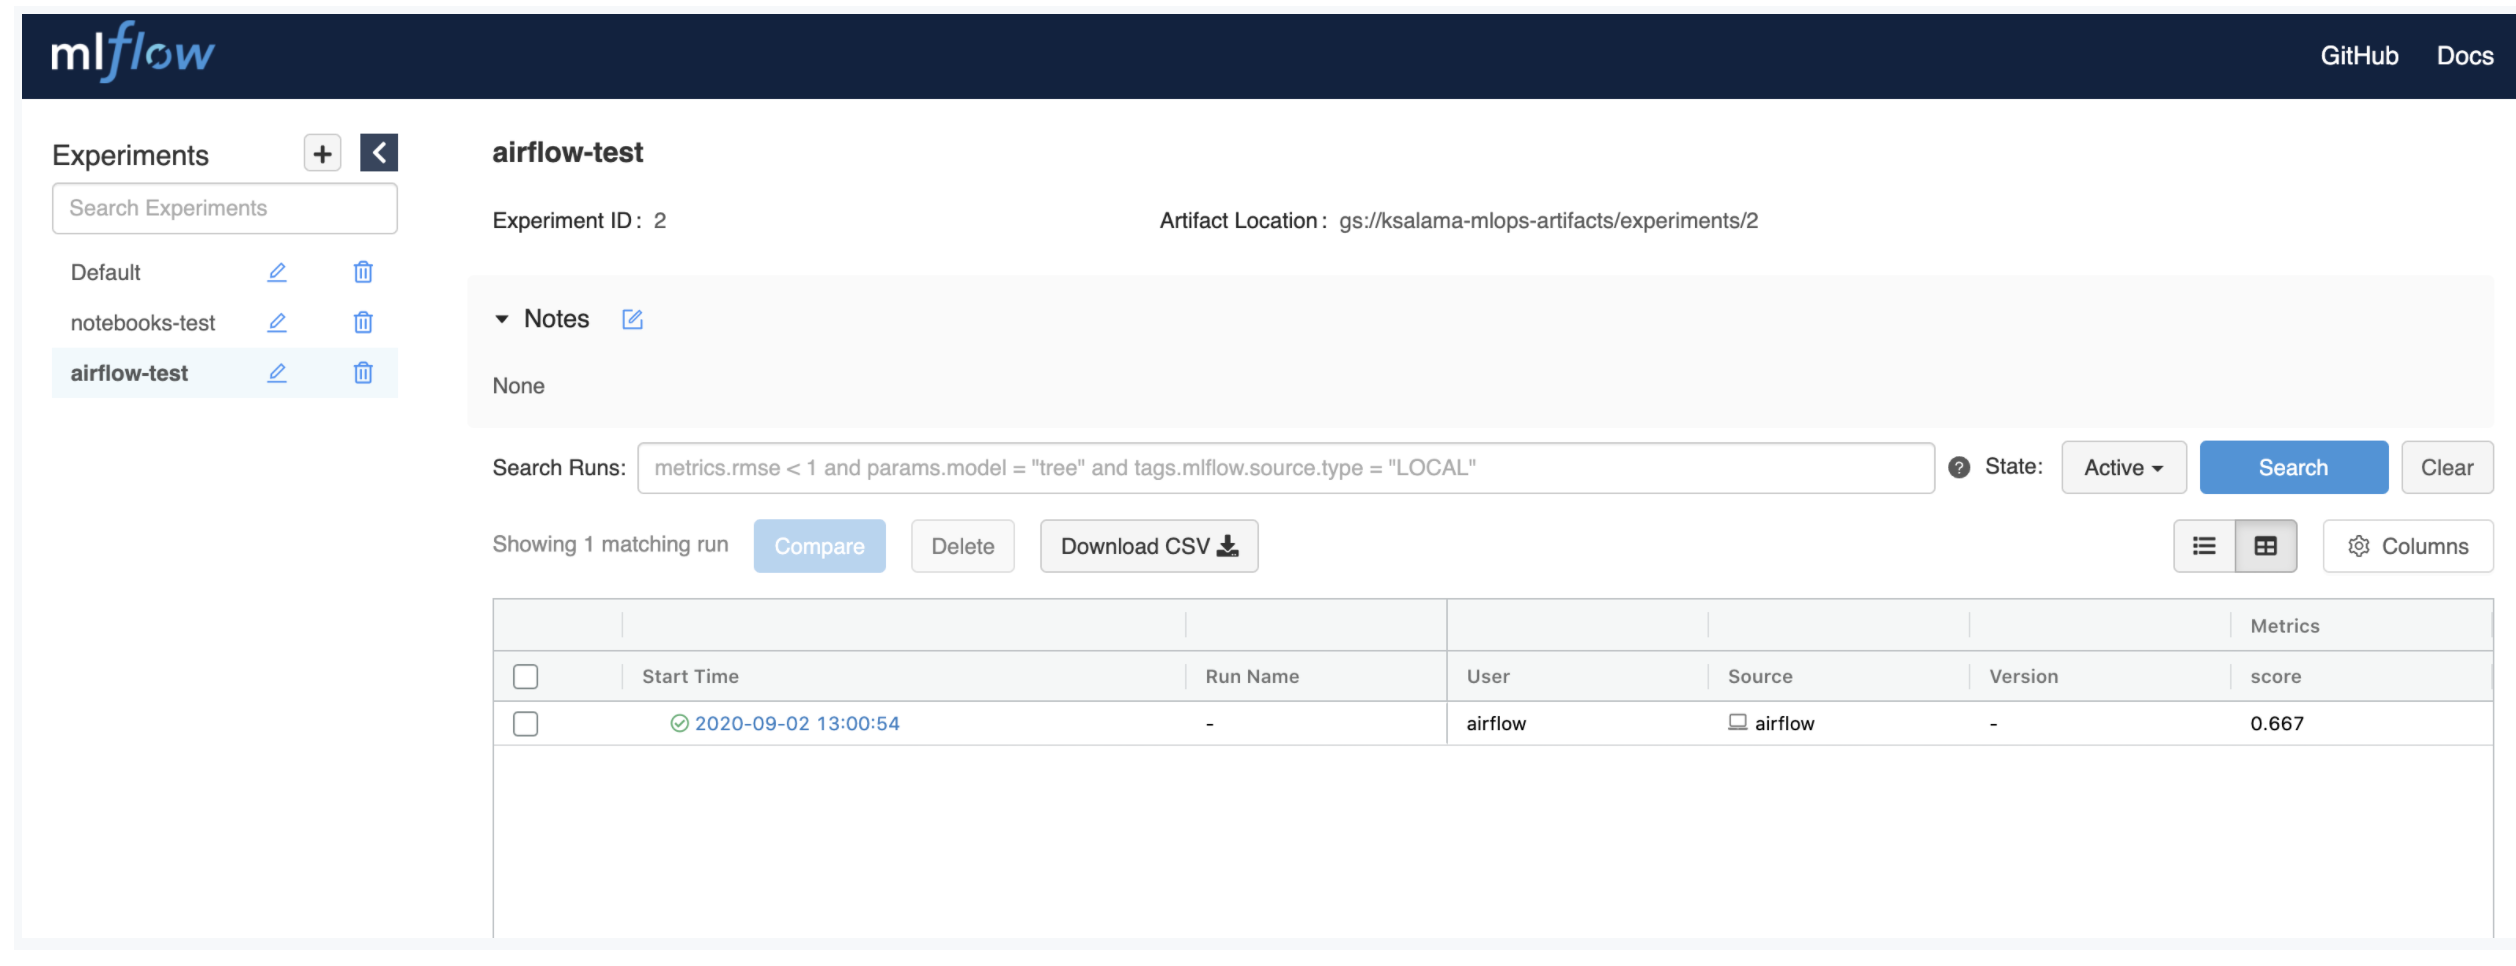 mlflow
GitHub Docs
Experiments
Search Experiments
Default
notebooks-test
airflow-test
airflow-test
Experiment ID: 2 Artifact Location: gs://ksalama-mlops-artifacts/experiments/2
Notes
None
Search Runs: metrics.rmse < 1 and params.model = "tree" and tags.mlflow.source.type = "LOCAL" ? State: Active Search Clear
Showing 1 matching run Compare Delete Download CSV Columns
Metrics
Start Time Run Name User Source Version score
2020-09-02 13:00:54 - airflow airflow - 0.667